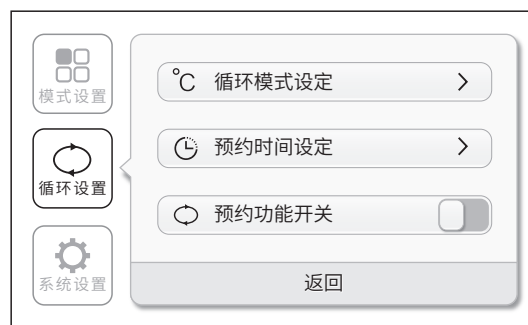 模式设置
循环设置
系统设置
℃ 循环模式设定
预约时间设定
预约功能开关
返回